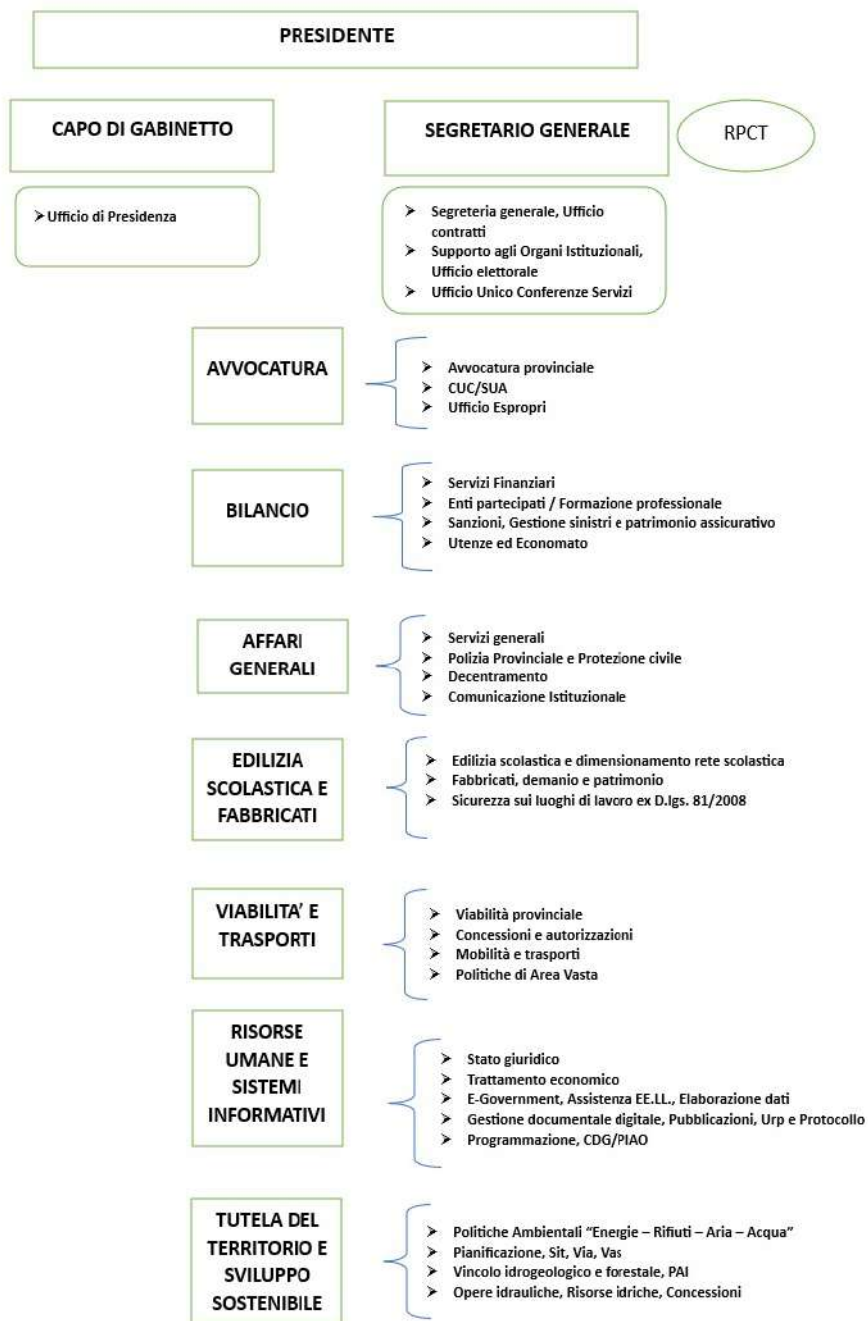 PRESIDENTE
CAPO DI GABINETTO
SEGRETARIO GENERALE
RPCT
➢ Ufficio di Presidenza
➢ Segreteria generale, Ufficio
contratti
➢ Supporto agli Organi Istituzionali,
Ufficio elettorale
➢ Ufficio Unico Conferenze Servizi
AVVOCATURA
➢ Avvocatura provinciale
➢ CUC/SUA
➢ Ufficio Espropri
BILANCIO
➢ Servizi Finanziari
➢ Enti partecipati / Formazione professionale
➢ Sanzioni, Gestione sinistri e patrimonio assicurativo
➢ Utenze ed Economato
AFFARI
GENERALI
➢ Servizi generali
➢ Polizia Provinciale e Protezione civile
➢ Decentramento
➢ Comunicazione Istituzionale
EDILIZIA
SCOLASTICA E
FABBRICATI
➢ Edilizia scolastica e dimensionamento rete scolastica
➢ Fabbricati, demanio e patrimonio
➢ Sicurezza sui luoghi di lavoro ex D.lgs. 81/2008
VIABILITA' E
TRASPORTI
➢ Viabilità provinciale
➢ Concessioni e autorizzazioni
➢ Mobilità e trasporti
➢ Politiche di Area Vasta
RISORSE
UMANE E
SISTEMI
INFORMATIVI
➢ Stato giuridico
➢ Trattamento economico
➢ E-Government, Assistenza EE.LL., Elaborazione dati
➢ Gestione documentale digitale, Pubblicazioni, Urp e Protocollo
➢ Programmazione, CDG/PIAO
TUTELA DEL
TERRITORIO E
SVILUPPO
SOSTENIBILE
➢ Politiche Ambientali “Energie – Rifiuti – Aria – Acqua”
➢ Pianificazione, Sit, Via, Vas
➢ Vincolo idrogeologico e forestale, PAI
➢ Opere idrauliche, Risorse idriche, Concessioni